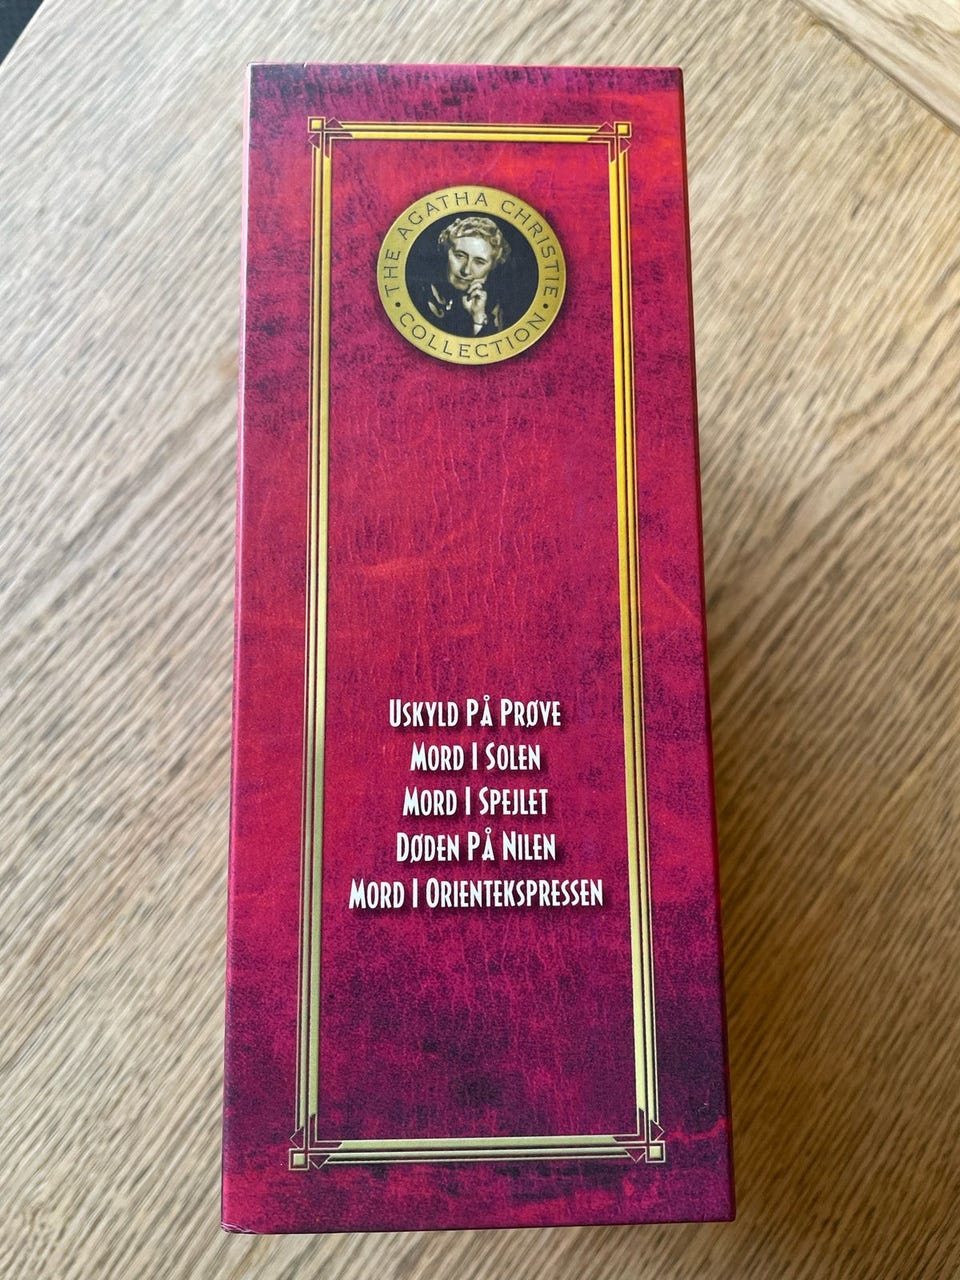 THE AGATHA CHRISTIE
COLLECTION
USKYLD PÅ PRØVE
MORD I SOLEN
MORD I SPEJLET
DØDEN PÅ NILEN
MORD I ORIENTEKSPRESSEN